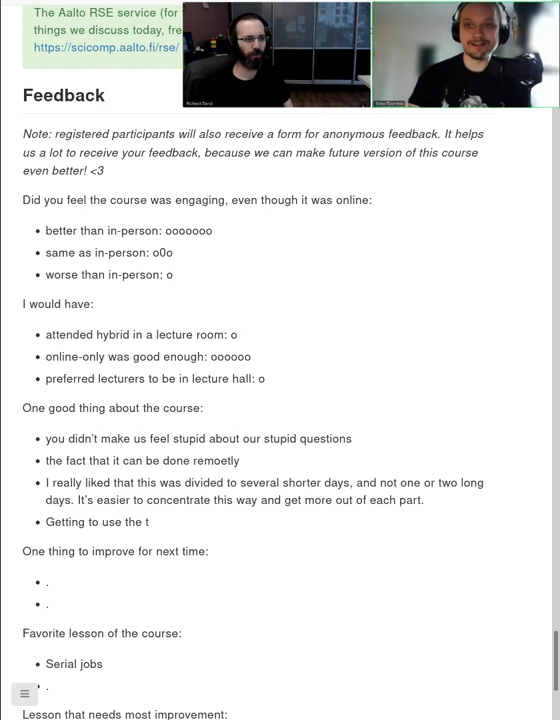 The Aalto RSE service (for
things we discuss today, fre
https://scicomp.aalto.fi/rse/
Feedback
Note: registered participants will also receive a form for anonymous feedback. It helps
us a lot to receive your feedback, because we can make future version of this course
even better! <3
Did you feel the course was engaging, even though it was online:
• better than in-person: ooooooo
• same as in-person: o0o
• worse than in-person: o
I would have:
• attended hybrid in a lecture room: o
• online-only was good enough: oooooo
• preferred lecturers to be in lecture hall: o
One good thing about the course:
• you didn’t make us feel stupid about our stupid questions
• the fact that it can be done remoetly
• I really liked that this was divided to several shorter days, and not one or two long
days. It’s easier to concentrate this way and get more out of each part.
• Getting to use the t
One thing to improve for next time:
• .
• .
Favorite lesson of the course:
• Serial jobs
• .
Lesson that needs most improvement: